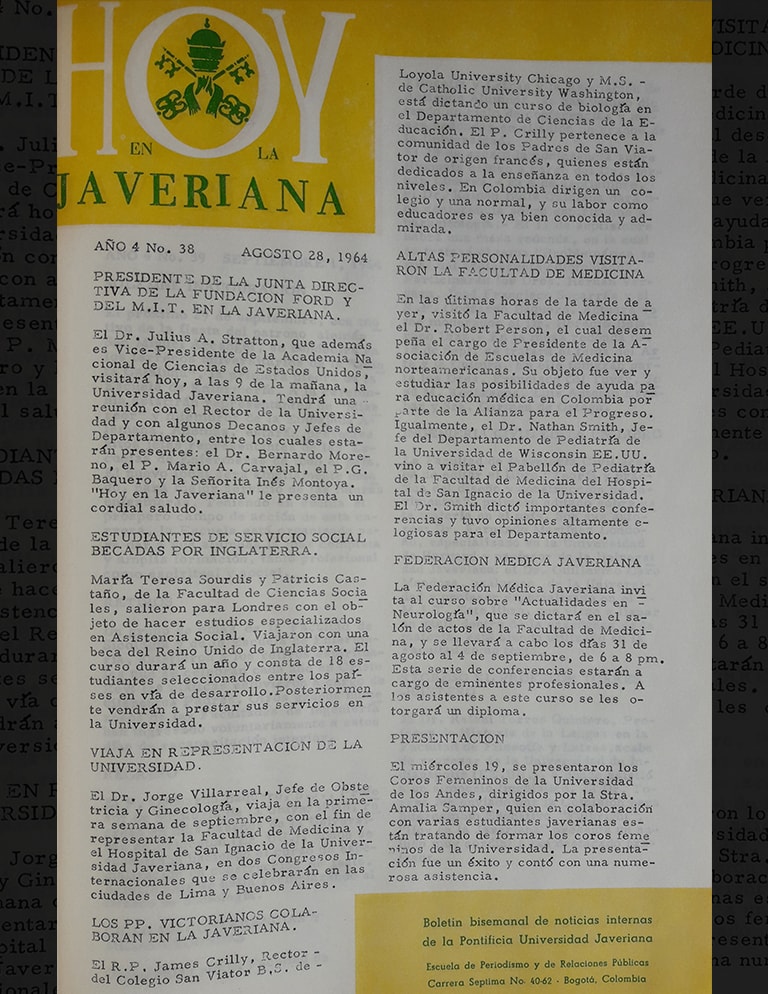 HOY
EN LA
JAVERIANA
AÑO 4 No. 38 AGOSTO 28, 1964
PRESIDENTE DE LA JUNTA DIREC-
TIVA DE LA FUNDACION FORD Y
DEL M.I.T. EN LA JAVERIANA.
El Dr. Julius A. Stratton, que además
es Vice-Presidente de la Academia Na
cional de Ciencias de Estados Unidos,
visitará hoy, a las 9 de la mañana, la
Universidad Javeriana. Tendrá una -
reunión con el Rector de la Universi-
dad y con algunos Decanos y Jefes de
Departamento, entre los cuales esta-
rán presentes: el Dr. Bernardo More-
no, el P. Mario A. Carvajal, el P.G.
Baquero y la Señorita Inés Montoya.
"Hoy en la Javeriana" le presenta un
cordial saludo.
ESTUDIANTES DE SERVICIO SOCIAL
BECADAS POR INGLATERRA.
María Teresa Sourdis y Patricis Cas-
taño, de la Facultad de Ciencias Socia
les, salieron para Londres con el ob-
jeto de hacer estudios especializados
en Asistencia Social. Viajaron con una
beca del Reino Unido de Inglaterra. El
curso durará un año y consta de 18 es-
tudiantes seleccionados entre los paí-
ses en vía de desarrollo.Posteriormen
te vendrán a prestar sus servicios en
la Universidad.
VIAJA EN REPRESENTACION DE LA
UNIVERSIDAD.
El Dr. Jorge Villarreal, Jefe de Obste
tricia y Ginecología, viaja en la prime-
ra semana de septiembre, con el fin de
representar la Facultad de Medicina y
el Hospital de San Ignacio de la Univer-
sidad Javeriana, en dos Congresos In-
ternacionales que se celebrarán en las
ciudades de Lima y Buenos Aires.
LOS PP. VICTORIANOS COLA-
BORAN EN LA JAVERIANA.
El R.P. James Crilly, Rector -
del Colegio San Viator B.S. de -
Loyola University Chicago y M.S. -
de Catholic University Washington,
está dictando un curso de biología en
el Departamento de Ciencias de la E-
ducación. El P. Crilly pertenece a la
comunidad de los Padres de San Via-
tor de origen francés, quienes están
dedicados a la enseñanza en todos los
niveles. En Colombia dirigen un co-
legio y una normal, y su labor como
educadores es ya bien conocida y ad-
mirada.
ALTAS PERSONALIDADES VISITA-
RON LA FACULTAD DE MEDICINA
En las últimas horas de la tarde de a
yer, visitó la Facultad de Medicina -
el Dr. Robert Person, el cual desem
peña el cargo de Presidente de la A-
sociación de Escuelas de Medicina
norteamericanas. Su objeto fue ver y
estudiar las posibilidades de ayuda pa
ra educación médica en Colombia por
parte de la Alianza para el Progreso.
Igualmente, el Dr. Nathan Smith, Je-
fe del Departamento de Pediatría de
la Universidad de Wisconsin EE.UU.
vino a visitar el Pabellón de Pediatría
de la Facultad de Medicina del Hospi-
tal de San Ignacio de la Universidad.
El Dr. Smith dictó importantes confe-
rencias y tuvo opiniones altamente e-
logiosas para el Departamento.
FEDERACION MEDICA JAVERIANA
La Federación Médica Javeriana invi
ta al curso sobre "Actualidades en -
Neurología", que se dictará en el sa-
lón de actos de la Facultad de Medici-
na, y se llevará a cabo los días 31 de
agosto al 4 de septiembre, de 6 a 8 pm.
Esta serie de conferencias estarán a
cargo de eminentes profesionales. A
los asistentes a este curso se les o-
torgará un diploma.
PRESENTACION
El miércoles 19, se presentaron los
Coros Femeninos de la Universidad
de los Andes, dirigidos por la Stra.
Amalia Samper, quien en colaboración
con varias estudiantes javerianas es-
tán tratando de formar los coros feme
ninos de la Universidad. La presenta-
ción fue un éxito y contó con una nume-
rosa asistencia.
Boletín bisemanal de noticias internas
de la Pontificia Universidad Javeriana
Escuela de Periodismo y de Relaciones Públicas
Carrera Septima No. 40-62 - Bogotá, Colombia